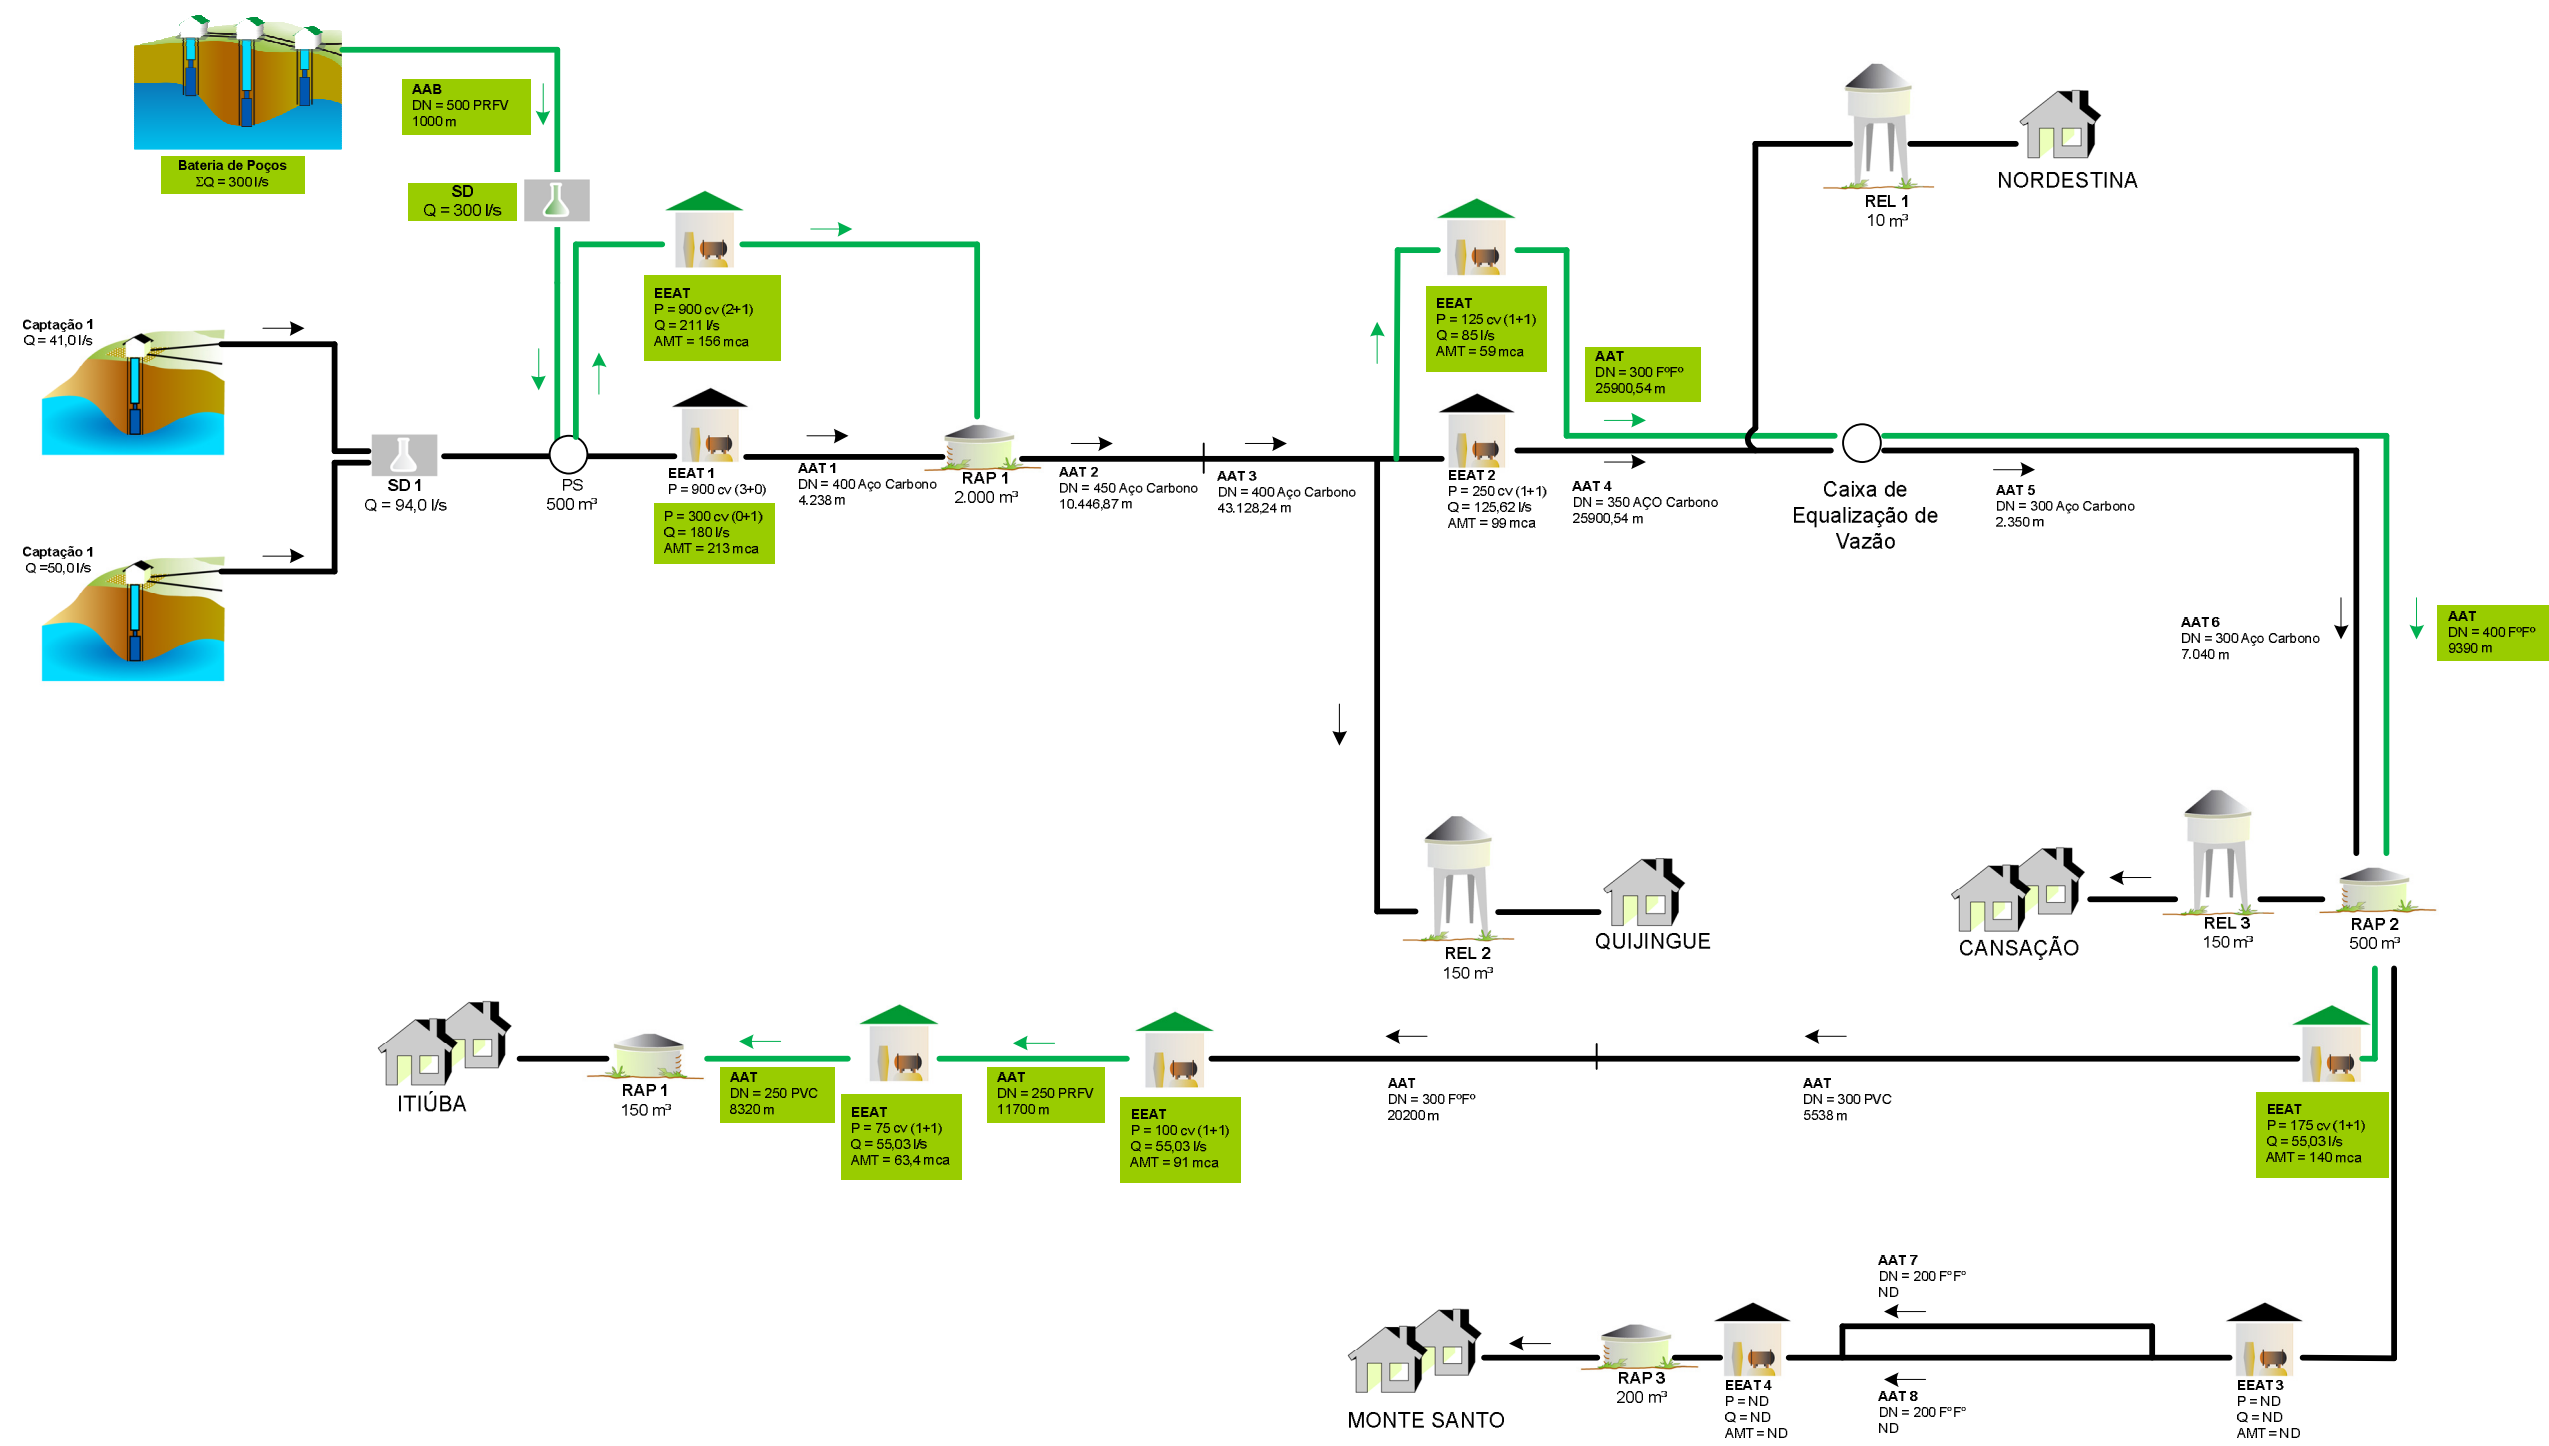 AAB
DN = 500 PRFV
1000 m
Bateria de Poços
ΣQ = 300 l/s
SD
Q = 300 l/s
REL 1
10 m³
NORDESTINA
EEAT
P = 900 cv (2+1)
Q = 211 l/s
AMT = 156 mca
EEAT
P = 125 cv (1+1)
Q = 85 l/s
AMT = 59 mca
AAT
DN = 300 FºFº
25900,54 m
Captação 1
Q = 41,0 l/s
SD 1
Q = 94,0 l/s
PS
500 m³
EEAT 1
P = 900 cv (3+0)
P = 300 cv (0+1)
Q = 180 l/s
AMT = 213 mca
AAT 1
DN = 400 Aço Carbono
4.238 m
RAP 1
2.000 m³
AAT 2
DN = 450 Aço Carbono
10.446,87 m
AAT 3
DN = 400 Aço Carbono
43.128,24 m
EEAT 2
P = 250 cv (1+1)
Q = 125,62 l/s
AMT = 99 mca
AAT 4
DN = 350 AÇO Carbono
25900,54 m
Caixa de
Equalização de
Vazão
AAT 5
DN = 300 Aço Carbono
2.350 m
Captação 1
Q =50,0 l/s
AAT 6
DN = 300 Aço Carbono
7.040 m
AAT
DN = 400 FºFº
9390 m
REL 2
150 m³
QUIJINGUE
CANSAÇÃO
REL 3
150 m³
RAP 2
500 m³
ITIÚBA
RAP 1
150 m³
AAT
DN = 250 PVC
8320 m
EEAT
P = 75 cv (1+1)
Q = 55,03 l/s
AMT = 63,4 mca
AAT
DN = 250 PRFV
11700 m
EEAT
P = 100 cv (1+1)
Q = 55,03 l/s
AMT = 91 mca
AAT
DN = 300 FºFº
20200 m
AAT
DN = 300 PVC
5538 m
EEAT
P = 175 cv (1+1)
Q = 55,03 l/s
AMT = 140 mca
AAT 7
DN = 200 F°F°
ND
MONTE SANTO
RAP 3
200 m³
EEAT 4
P = ND
Q = ND
AMT = ND
AAT 8
DN = 200 F°F°
ND
EEAT 3
P = ND
Q = ND
AMT = ND